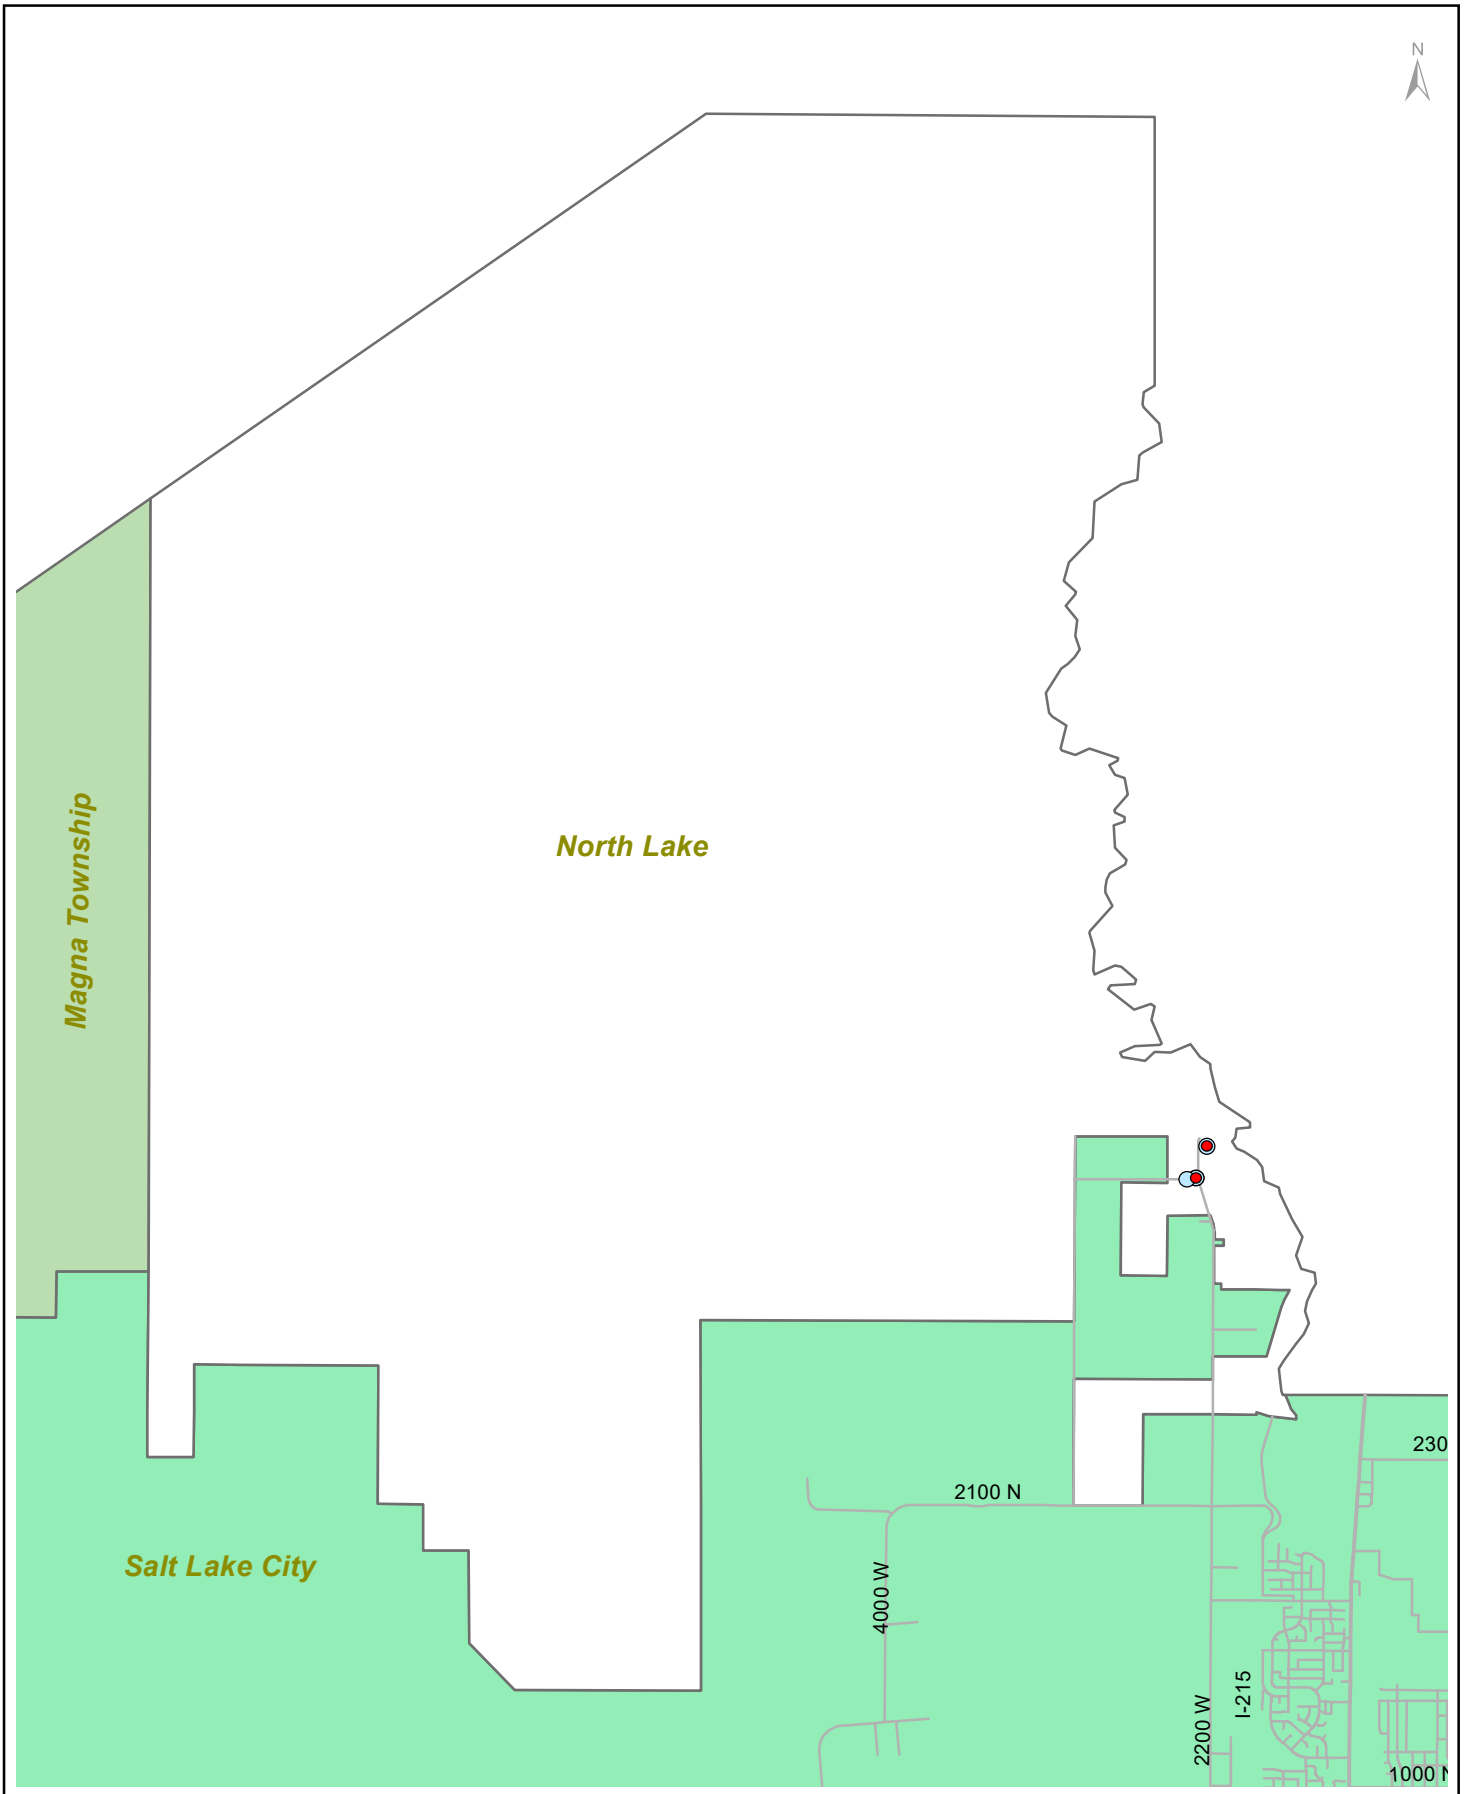 N
North Lake
Magna Township
230
2100 N
Salt Lake City
4000 W
I-215
2200 W
1000 N